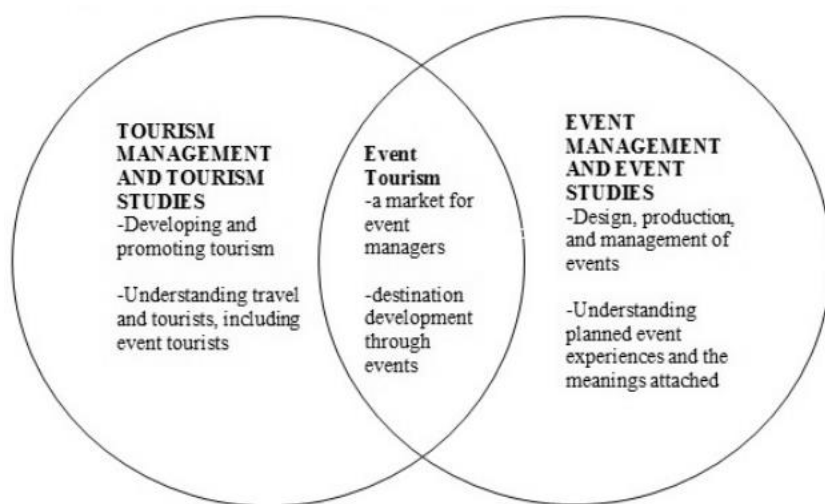 TOURISM
MANAGEMENT
AND TOURISM
STUDIES
-Developing and
promoting tourism
-Understanding travel
and tourists, including
event tourists
Event
Tourism
-a market for
event
managers
-destination
development
through
events
EVENT
MANAGEMENT
AND EVENT
STUDIES
-Design, production,
and management of
events
-Understanding
planned event
experiences and the
meanings attached